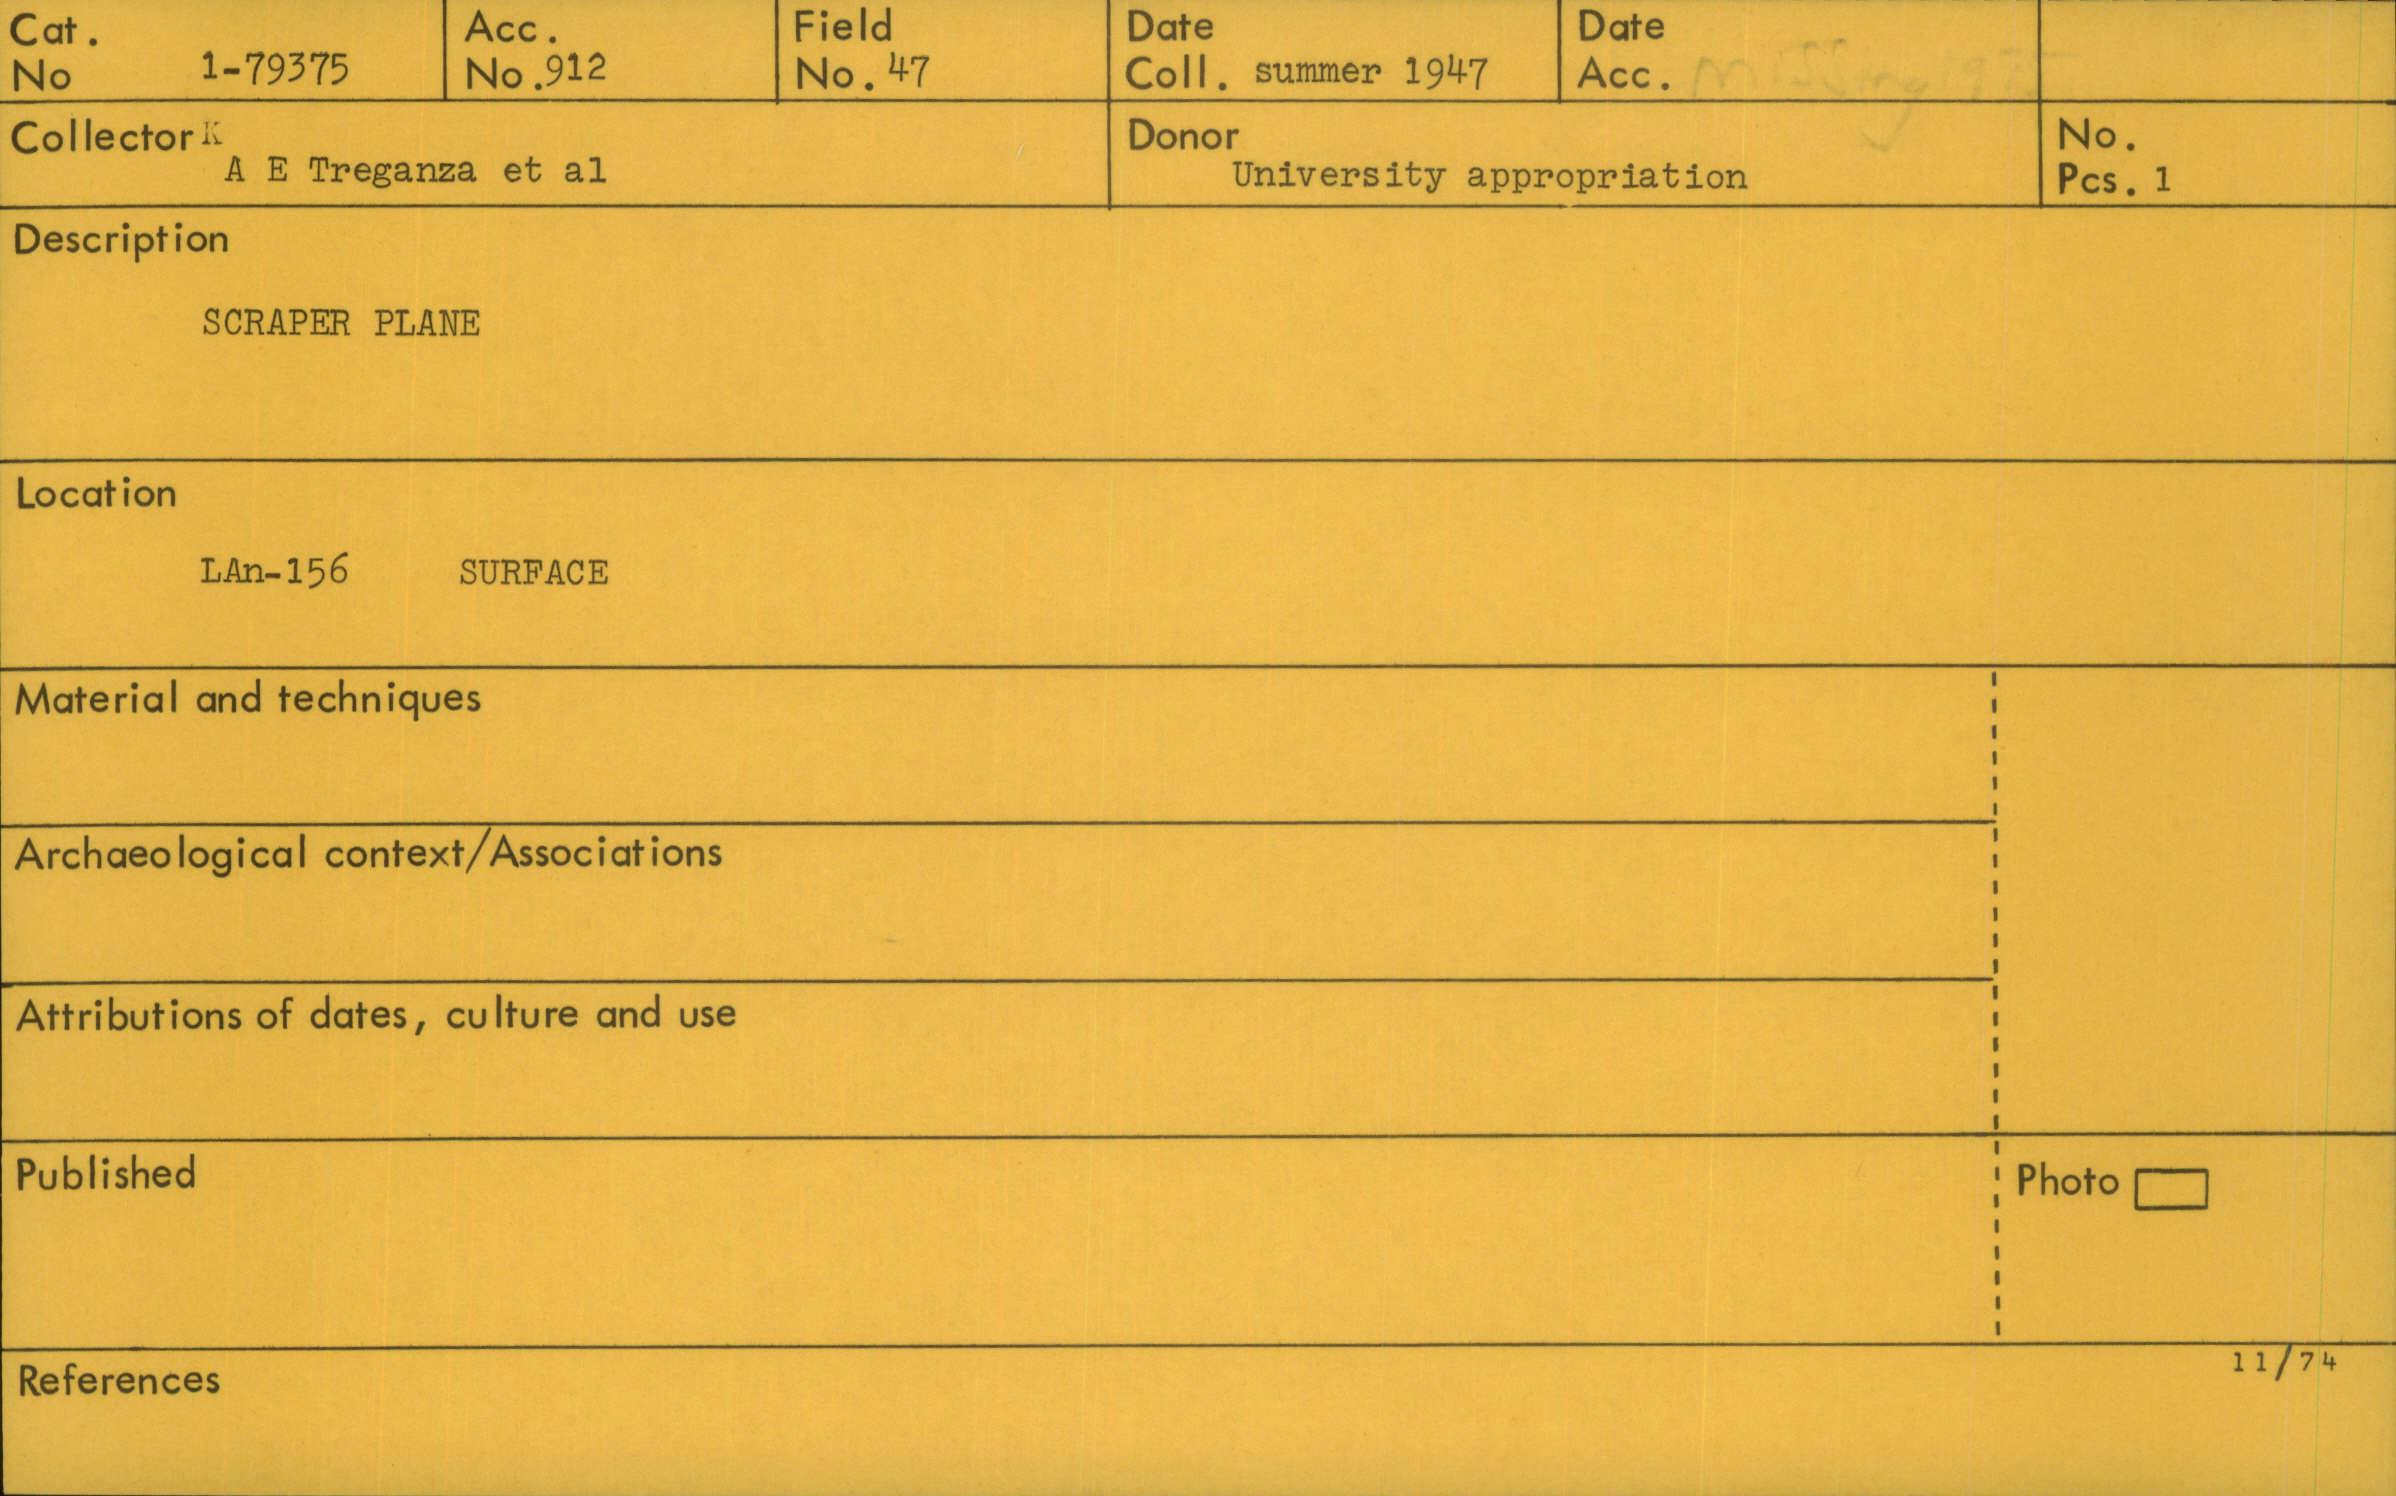 Cat. No 1-79375
Acc. No. 912
Field No. 47
Date Coll. summer 1947
Date Acc.
Collector K
A E Treganza et al
Donor
University appropriation
No. Pcs. 1
Description
SCRAPER PLANE
Location
LAn-156 SURFACE
Material and techniques
Archaeological context/Associations
Attributions of dates, culture and use
Published
Photo
References
11/74